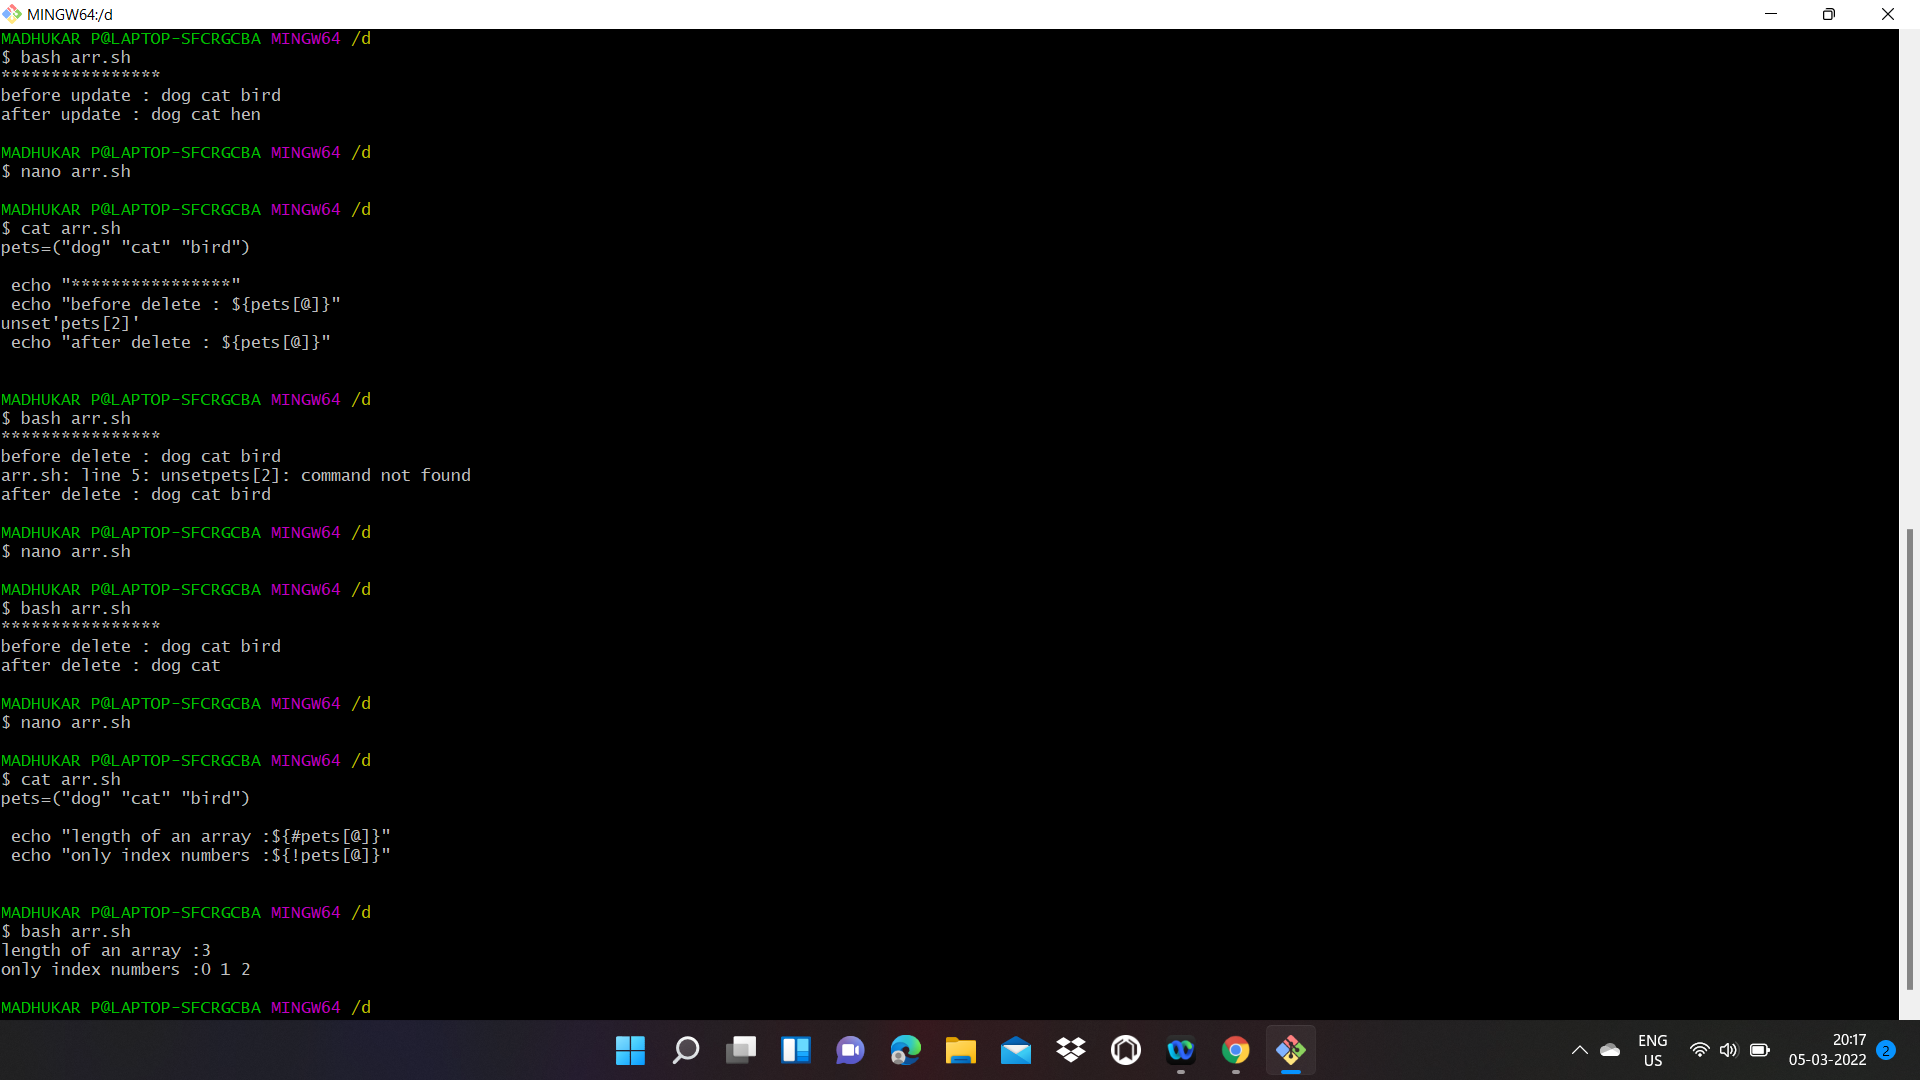 MINGW64:/d
MADHUKAR P@LAPTOP-SFCRGCBA MINGW64 /d
$ bash arr.sh
****************
before update : dog cat bird
after update : dog cat hen
MADHUKAR P@LAPTOP-SFCRGCBA MINGW64 /d
$ nano arr.sh
MADHUKAR P@LAPTOP-SFCRGCBA MINGW64 /d
$ cat arr.sh
pets=("dog" "cat" "bird")
echo "****************"
echo "before delete : ${pets[@]}"
unset'pets[2]'
echo "after delete : ${pets[@]}"
MADHUKAR P@LAPTOP-SFCRGCBA MINGW64 /d
$ bash arr.sh
****************
before delete : dog cat bird
arr.sh: line 5: unsetpets[2]: command not found
after delete : dog cat bird
MADHUKAR P@LAPTOP-SFCRGCBA MINGW64 /d
$ nano arr.sh
MADHUKAR P@LAPTOP-SFCRGCBA MINGW64 /d
$ bash arr.sh
****************
before delete : dog cat bird
after delete : dog cat
MADHUKAR P@LAPTOP-SFCRGCBA MINGW64 /d
$ nano arr.sh
MADHUKAR P@LAPTOP-SFCRGCBA MINGW64 /d
$ cat arr.sh
pets=("dog" "cat" "bird")
echo "length of an array :${#pets[@]}"
echo "only index numbers :${!pets[@]}"
MADHUKAR P@LAPTOP-SFCRGCBA MINGW64 /d
$ bash arr.sh
length of an array :3
only index numbers :0 1 2
MADHUKAR P@LAPTOP-SFCRGCBA MINGW64 /d
ENG
US
20:17
05-03-2022
2